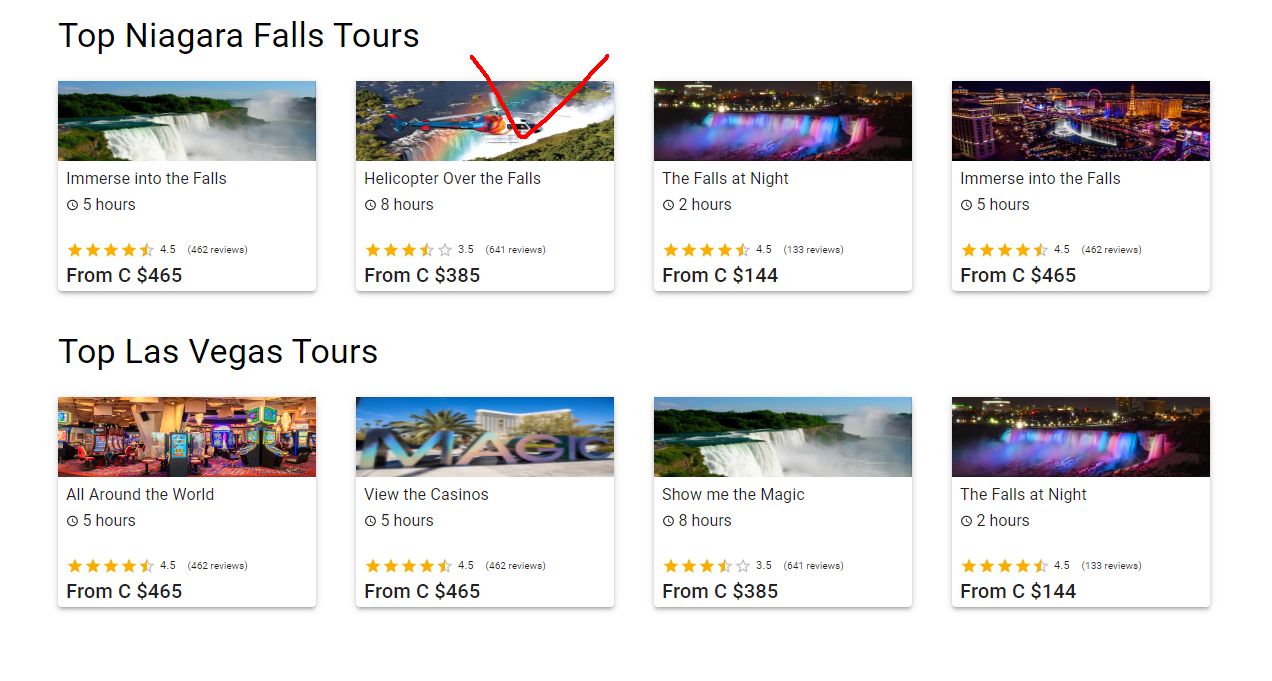 Top Niagara Falls Tours
Immerse into the Falls
5 hours
4.5 (462 reviews)
From C $465
Helicopter Over the Falls
8 hours
3.5 (641 reviews)
From C $385
The Falls at Night
2 hours
4.5 (133 reviews)
From C $144
Immerse into the Falls
5 hours
4.5 (462 reviews)
From C $465
Top Las Vegas Tours
All Around the World
5 hours
4.5 (462 reviews)
From C $465
MAGIC
View the Casinos
5 hours
4.5 (462 reviews)
From C $465
Show me the Magic
8 hours
3.5 (641 reviews)
From C $385
The Falls at Night
2 hours
4.5 (133 reviews)
From C $144